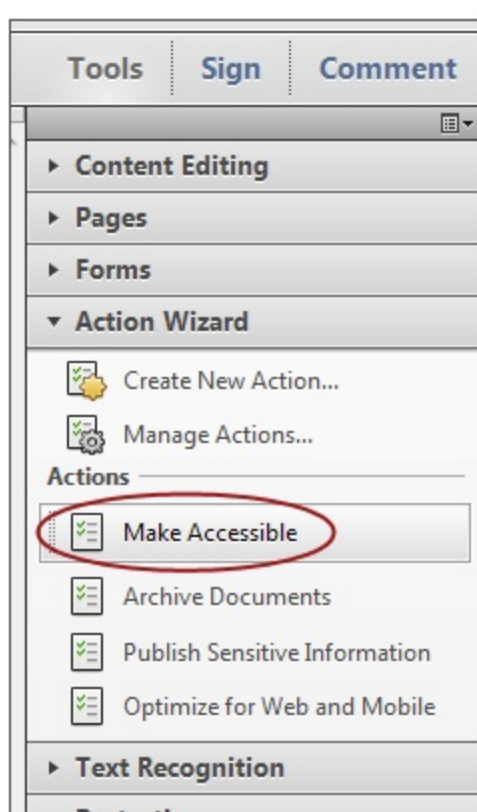 Tools Sign Comment
Content Editing
Pages
Forms
Action Wizard
Create New Action...
Manage Actions...
Actions
Make Accessible
Archive Documents
Publish Sensitive Information
Optimize for Web and Mobile
Text Recognition